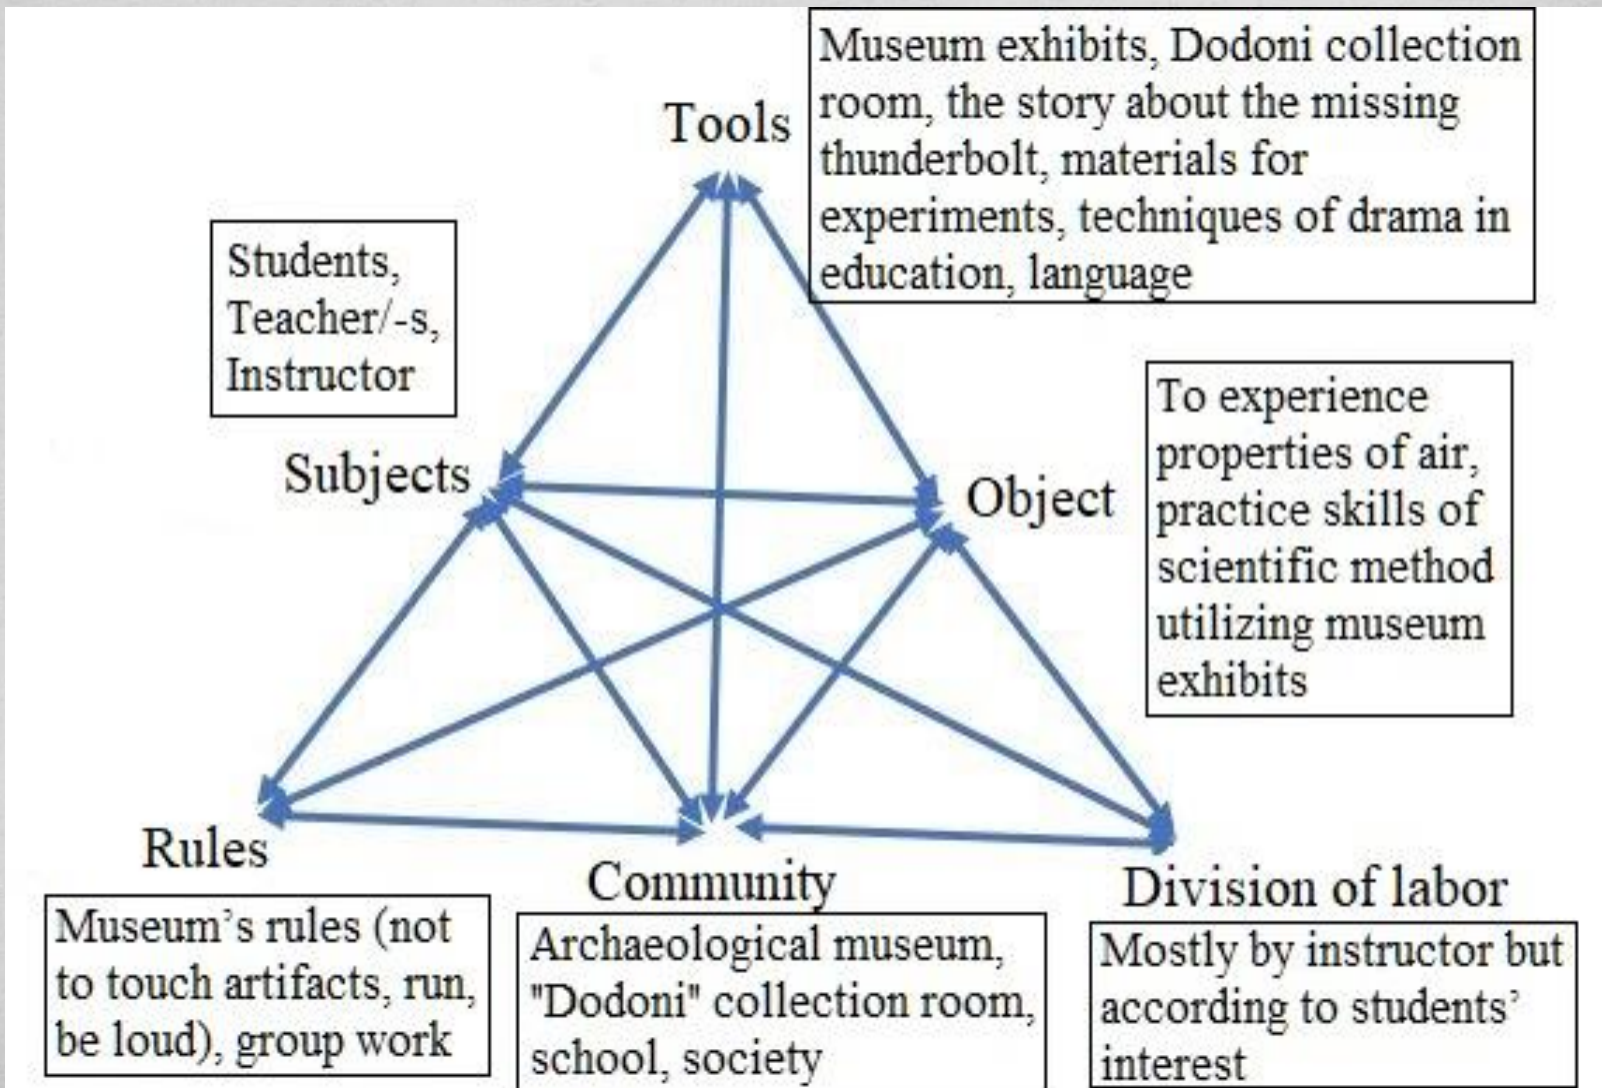 Tools
Museum exhibits, Dodoni collection
room, the story about the missing
thunderbolt, materials for
experiments, techniques of drama in
education, language
Students,
Teacher/-s,
Instructor
Subjects
Object
To experience
properties of air,
practice skills of
scientific method
utilizing museum
exhibits
Rules
Museum’s rules (not
to touch artifacts, run,
be loud), group work
Community
Archaeological museum,
"Dodoni" collection room,
school, society
Division of labor
Mostly by instructor but
according to students’
interest